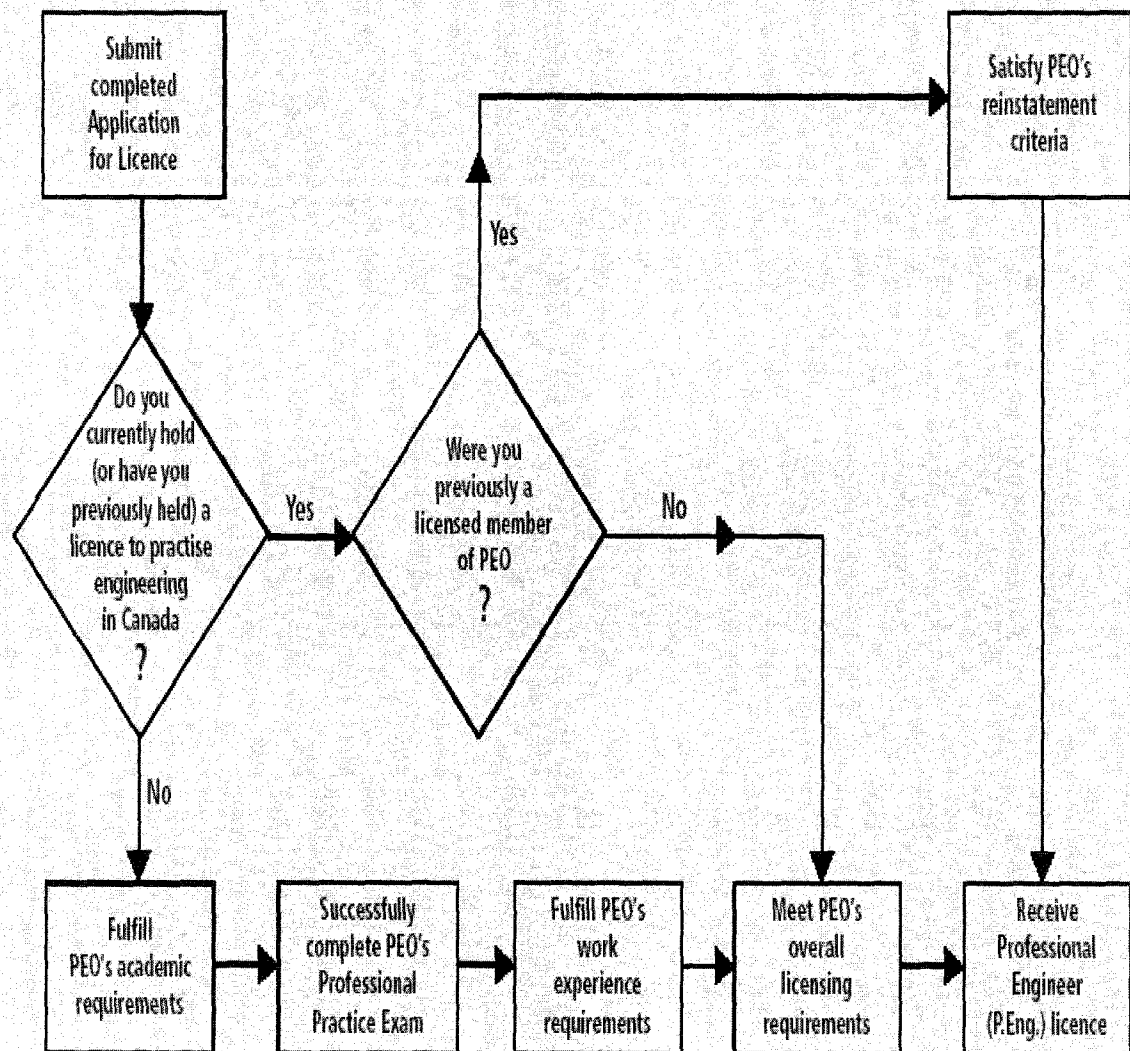 Submit
completed
Application
for Licence
Satisfy PEO's
reinstatement
criteria
Yes
Do you
currently hold
(or have you
previously held) a
licence to practise
engineering
in Canada
?
Yes
Were you
previously a
licensed member
of PEO
?
No
No
Fulfill
PEO's academic
requirements
Successfully
complete PEO's
Professional
Practice Exam
Fulfill PEO's
work
experience
requirements
Meet PEO's
overall
licensing
requirements
Receive
Professional
Engineer
(P.Eng.) licence